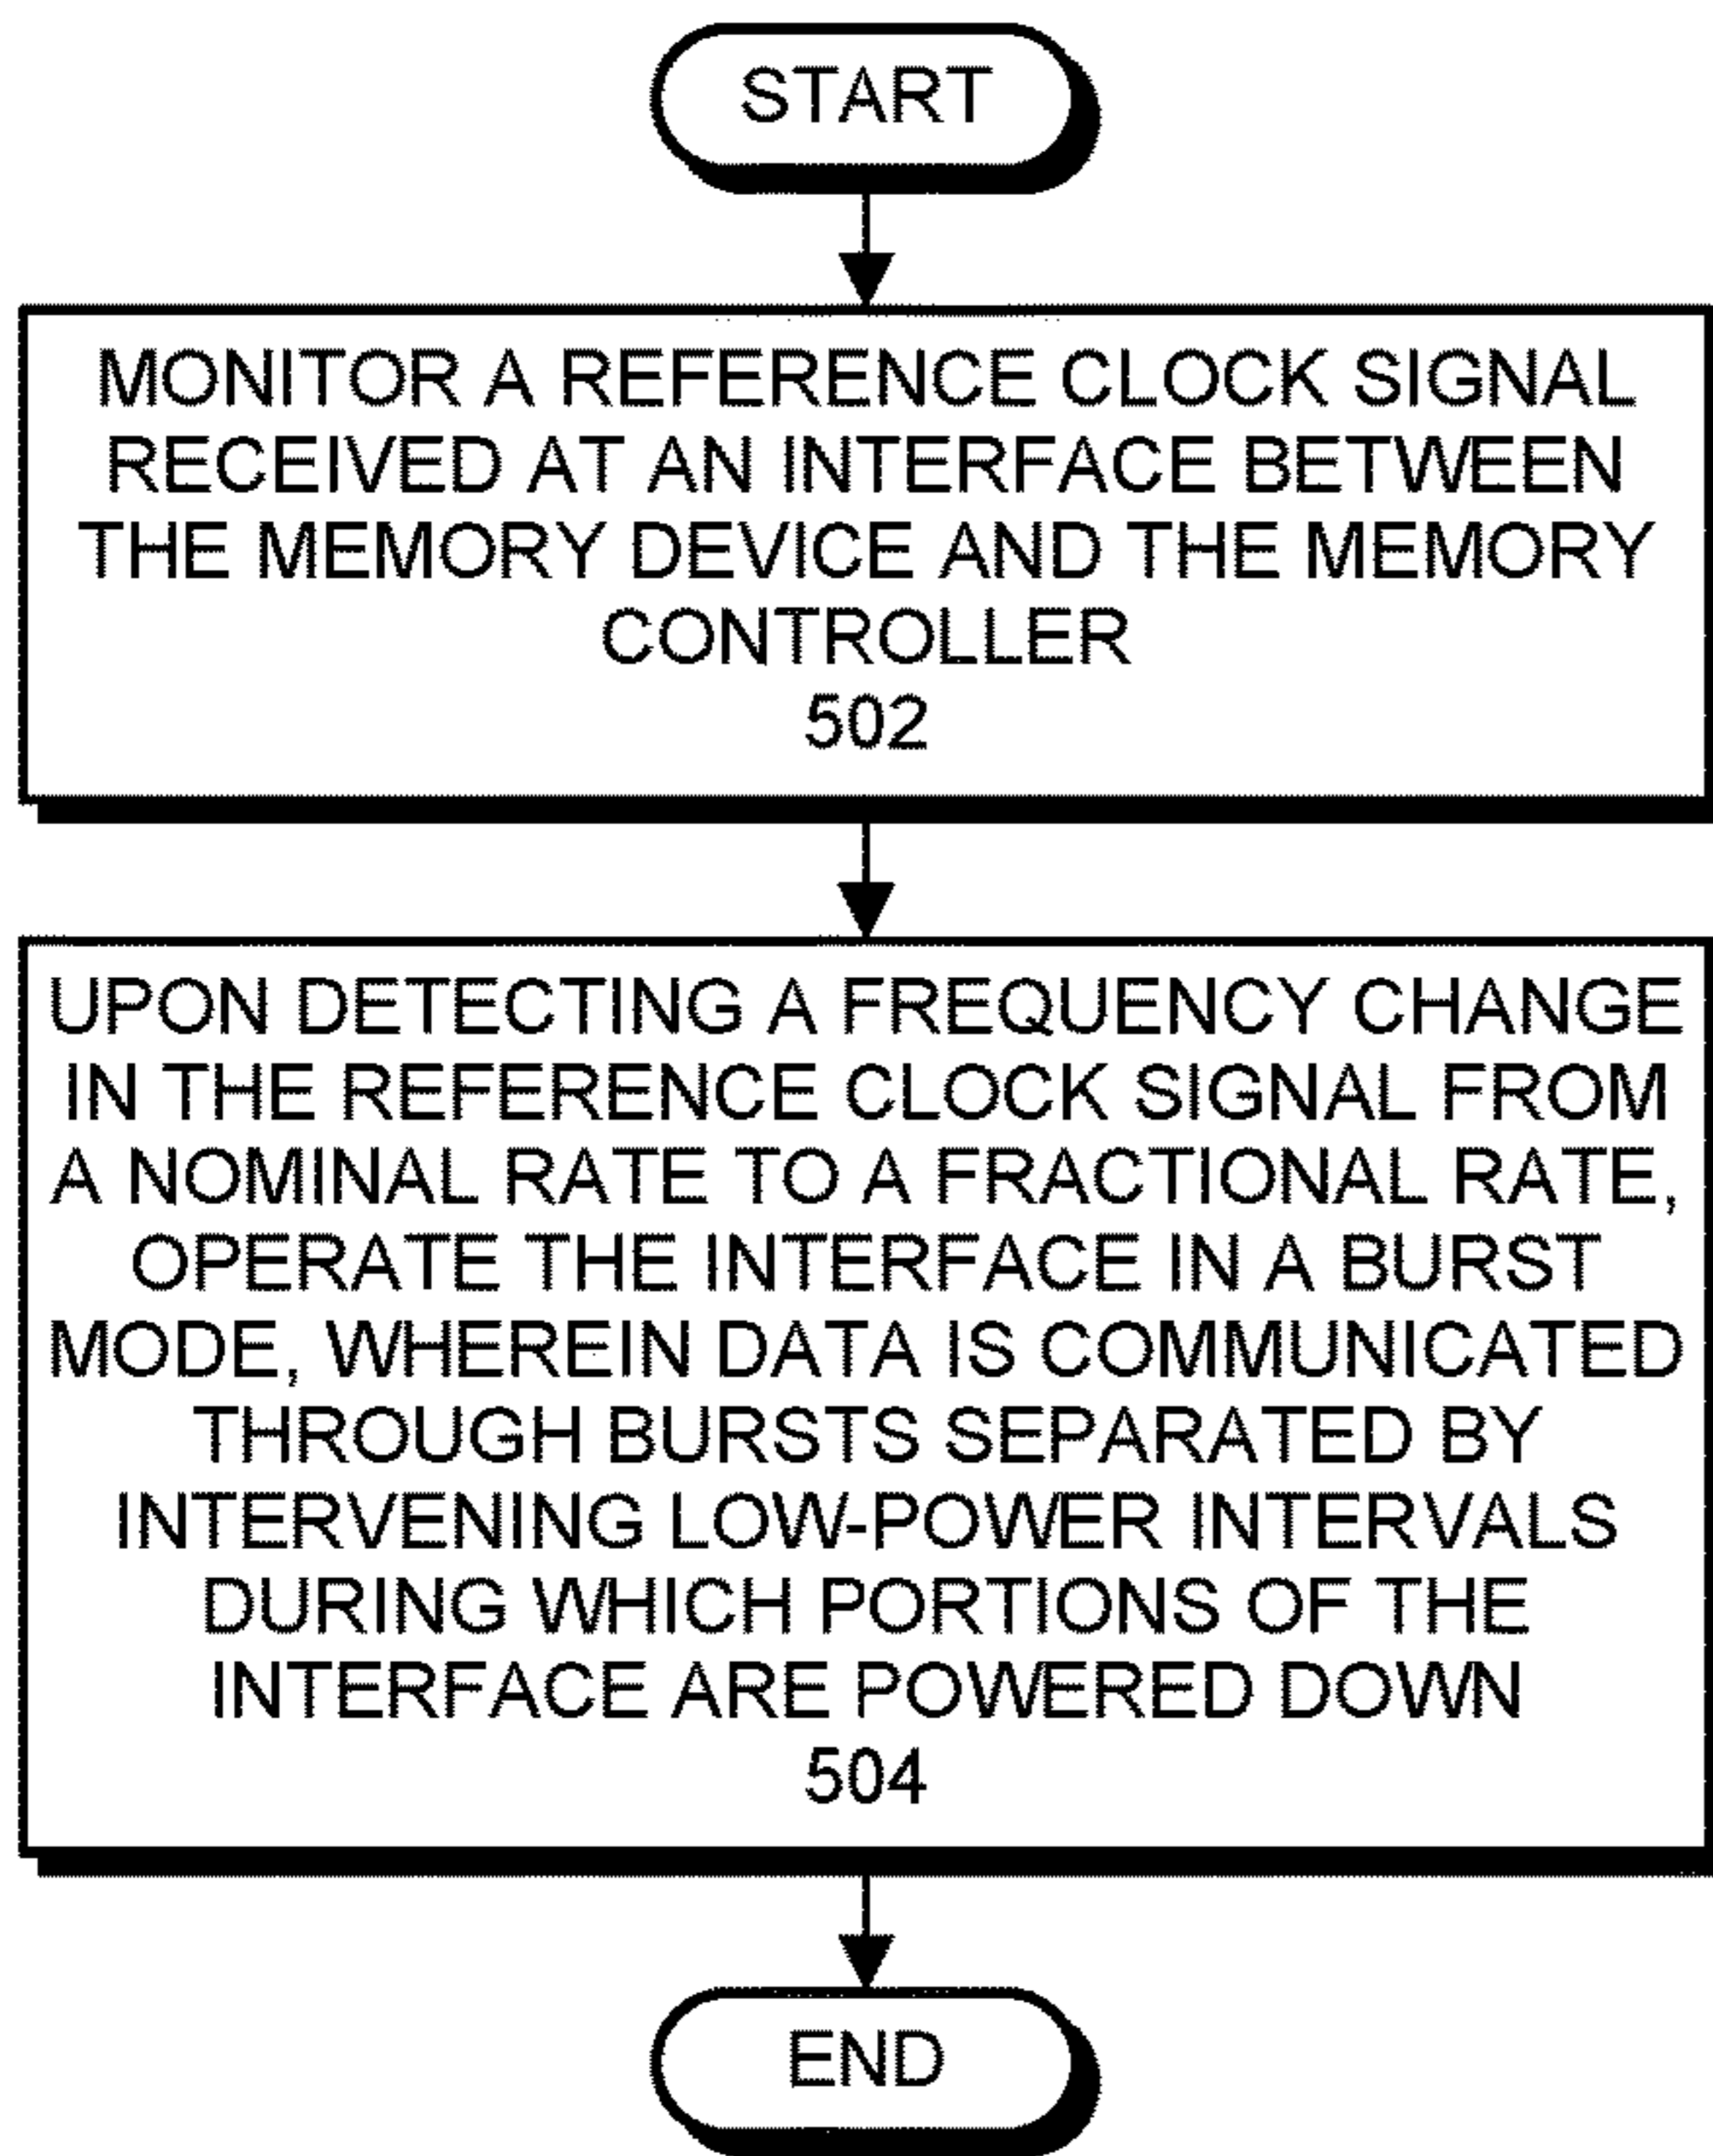 START
MONITOR A REFERENCE CLOCK SIGNAL
RECEIVED AT AN INTERFACE BETWEEN
THE MEMORY DEVICE AND THE MEMORY
CONTROLLER
502
UPON DETECTING A FREQUENCY CHANGE
IN THE REFERENCE CLOCK SIGNAL FROM
A NOMINAL RATE TO A FRACTIONAL RATE,
OPERATE THE INTERFACE IN A BURST
MODE, WHEREIN DATA IS COMMUNICATED
THROUGH BURSTS SEPARATED BY
INTERVENING LOW-POWER INTERVALS
DURING WHICH PORTIONS OF THE
INTERFACE ARE POWERED DOWN
504
END